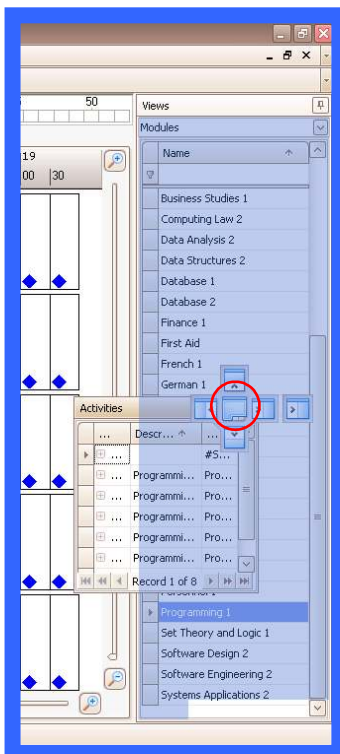 50
Views
Modules
19
00 30
Name
Business Studies 1
Computing Law 2
Data Analysis 2
Data Structures 2
Database 1
Database 2
Finance 1
First Aid
French 1
German 1
Activities
... Descr... ...
... #S...
... Programmi... Pro...
... Programmi... Pro...
... Programmi... Pro...
... Programmi... Pro...
Record 1 of 8
Programming 1
Set Theory and Logic 1
Software Design 2
Software Engineering 2
Systems Applications 2